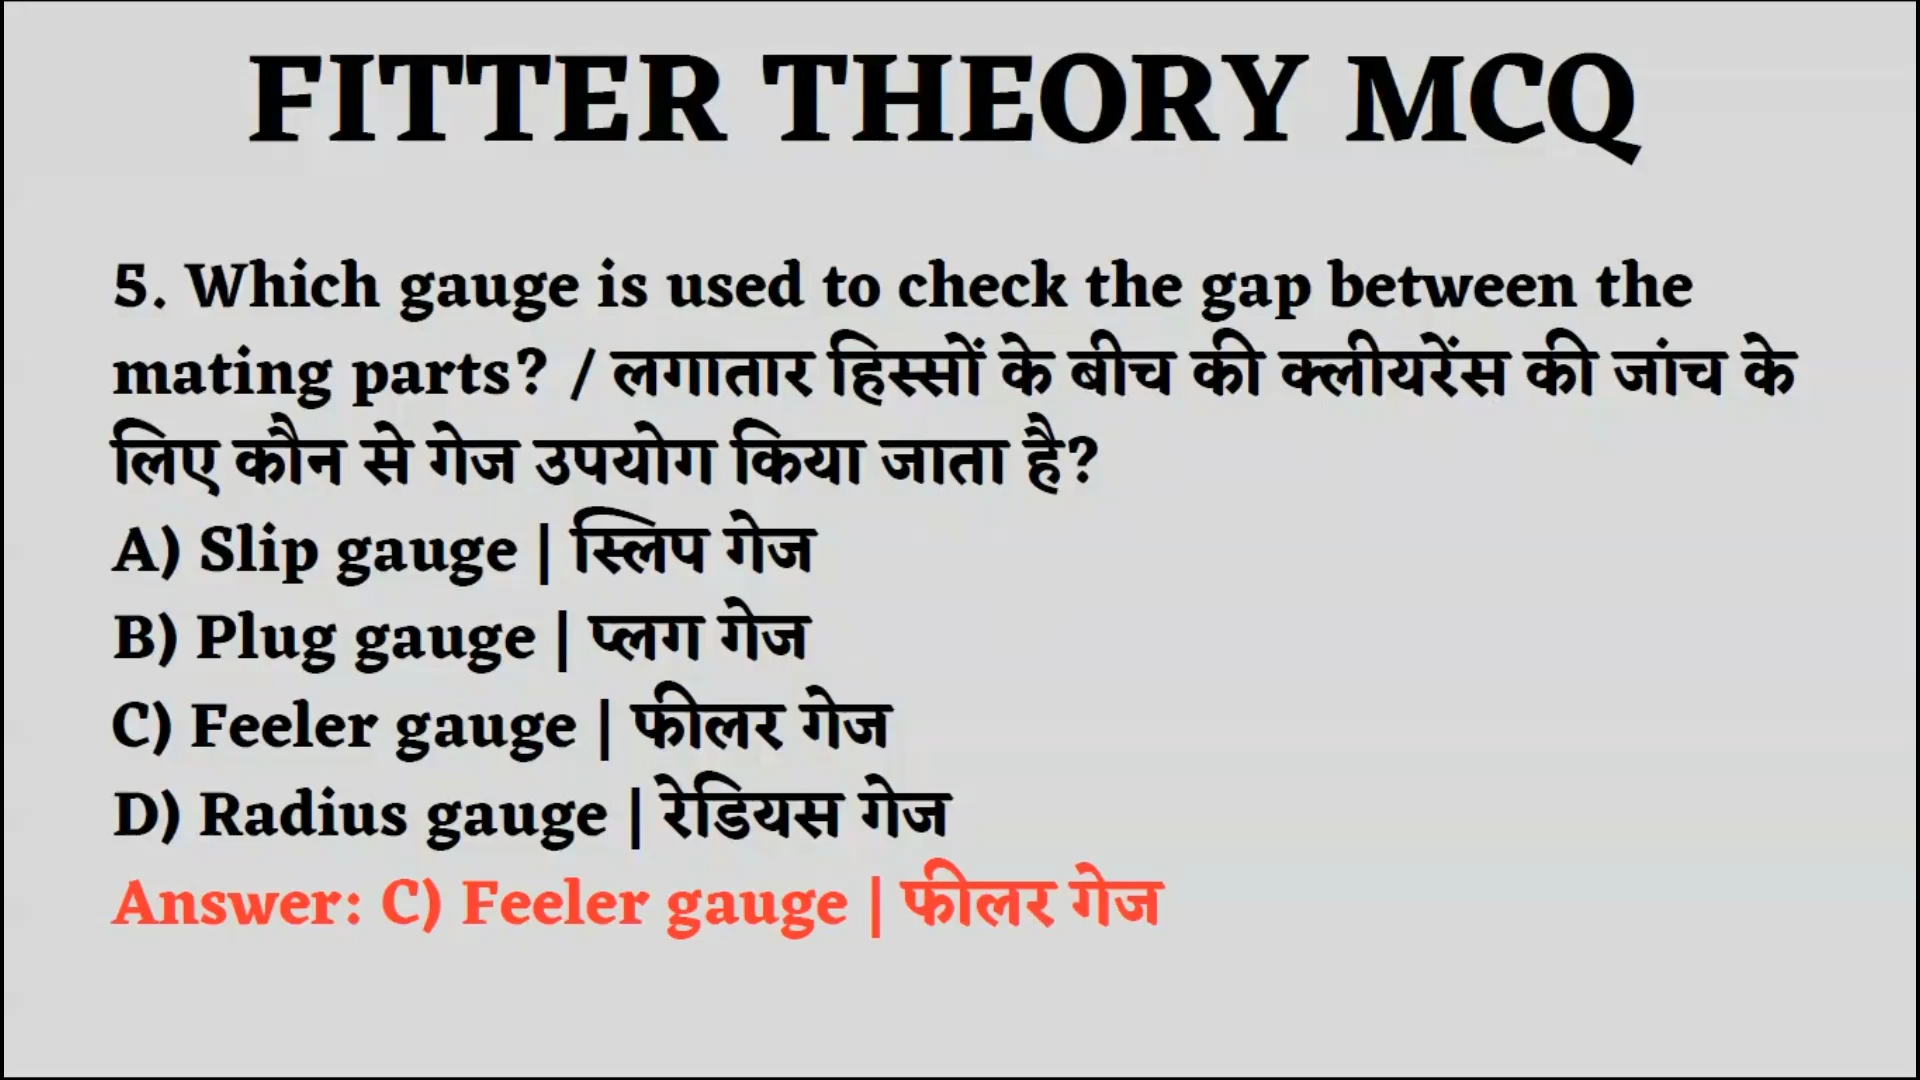 FITTER THEORY MCQ
5. Which gauge is used to check the gap between the
mating parts? / लगातार हिस्सों के बीच की क्लीयरेंस की जांच के
लिए कौन से गेज उपयोग किया जाता है?
A) Slip gauge | स्लिप गेज
B) Plug gauge | प्लग गेज
C) Feeler gauge | फीलर गेज
D) Radius gauge | रेडियस गेज
Answer: C) Feeler gauge | फीलर गेज